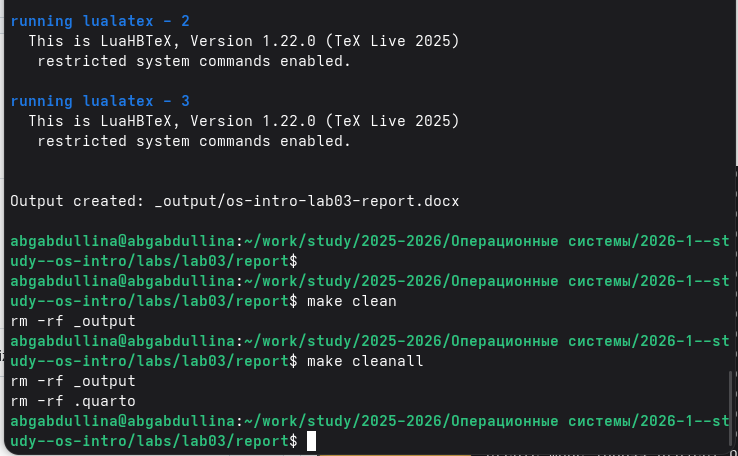 running lualatex - 2
This is LuaHBTeX, Version 1.22.0 (TeX Live 2025)
restricted system commands enabled.
running lualatex - 3
This is LuaHBTeX, Version 1.22.0 (TeX Live 2025)
restricted system commands enabled.
Output created: _output/os-intro-lab03-report.docx
abgabdullina@abgabdullina:~/work/study/2025-2026/Операционные системы/2026-1--st
udy--os-intro/labs/lab03/report$
abgabdullina@abgabdullina:~/work/study/2025-2026/Операционные системы/2026-1--st
udy--os-intro/labs/lab03/report$ make clean
rm -rf _output
abgabdullina@abgabdullina:~/work/study/2025-2026/Операционные системы/2026-1--st
udy--os-intro/labs/lab03/report$ make cleanall
rm -rf _output
rm -rf .quarto
abgabdullina@abgabdullina:~/work/study/2025-2026/Операционные системы/2026-1--st
udy--os-intro/labs/lab03/report$